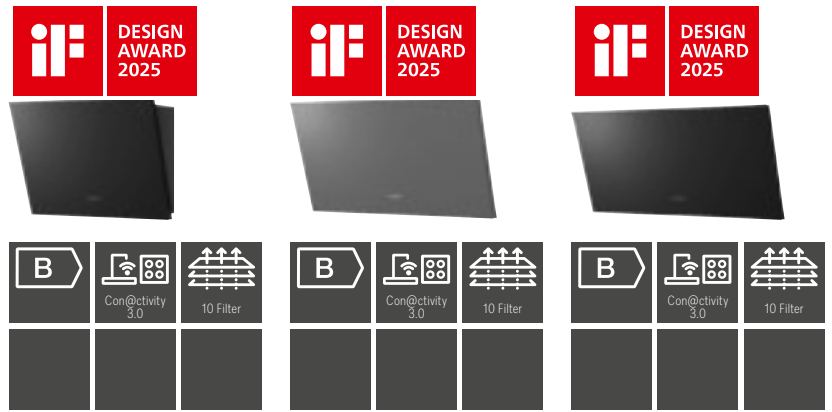 iF DESIGN
AWARD
2025
iF DESIGN
AWARD
2025
iF DESIGN
AWARD
2025
B
Con@ctivity
3.0
10 Filter
B
Con@ctivity
3.0
10 Filter
B
Con@ctivity
3.0
10 Filter